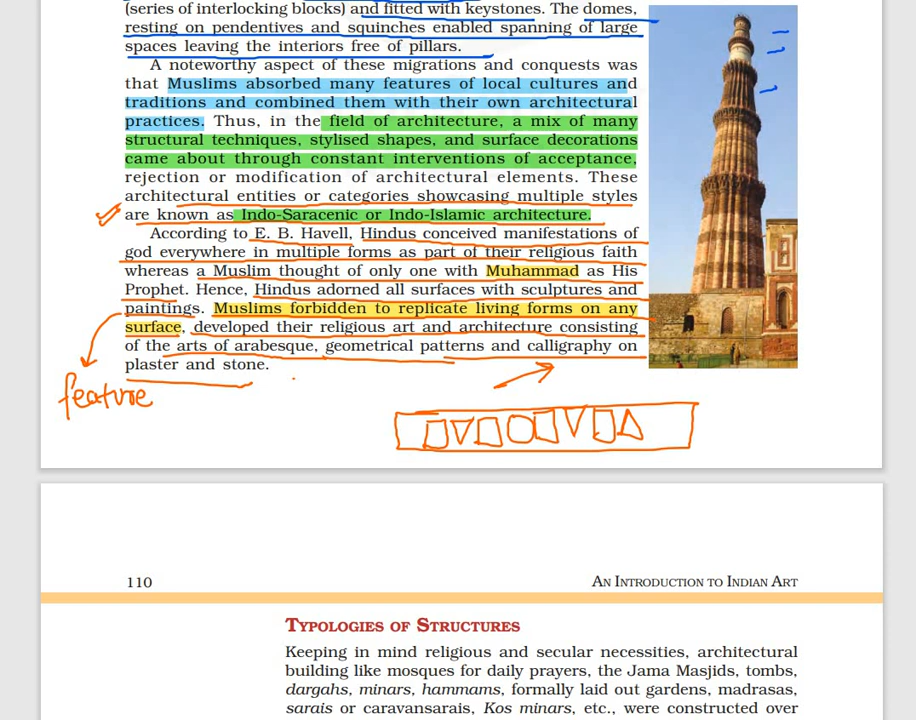 (series of interlocking blocks) and fitted with keystones. The domes,
resting on pendentives and squinches enabled spanning of large
spaces leaving the interiors free of pillars.
A noteworthy aspect of these migrations and conquests was
that Muslims absorbed many features of local cultures and
traditions and combined them with their own architectural
practices. Thus, in the field of architecture, a mix of many
structural techniques, stylised shapes, and surface decorations
came about through constant interventions of acceptance,
rejection or modification of architectural elements. These
architectural entities or categories showcasing multiple styles
are known as Indo-Saracenic or Indo-Islamic architecture.
According to E. B. Havell, Hindus conceived manifestations of
god everywhere in multiple forms as part of their religious faith
whereas a Muslim thought of only one with Muhammad as His
Prophet. Hence, Hindus adorned all surfaces with sculptures and
paintings. Muslims forbidden to replicate living forms on any
surface, developed their religious art and architecture consisting
of the arts of arabesque, geometrical patterns and calligraphy on
plaster and stone.
feature
110
An Introduction to Indian Art
Typologies of Structures
Keeping in mind religious and secular necessities, architectural
building like mosques for daily prayers, the Jama Masjids, tombs,
dargahs, minars, hammams, formally laid out gardens, madrasas,
sarais or caravansarais, Kos minars, etc., were constructed over